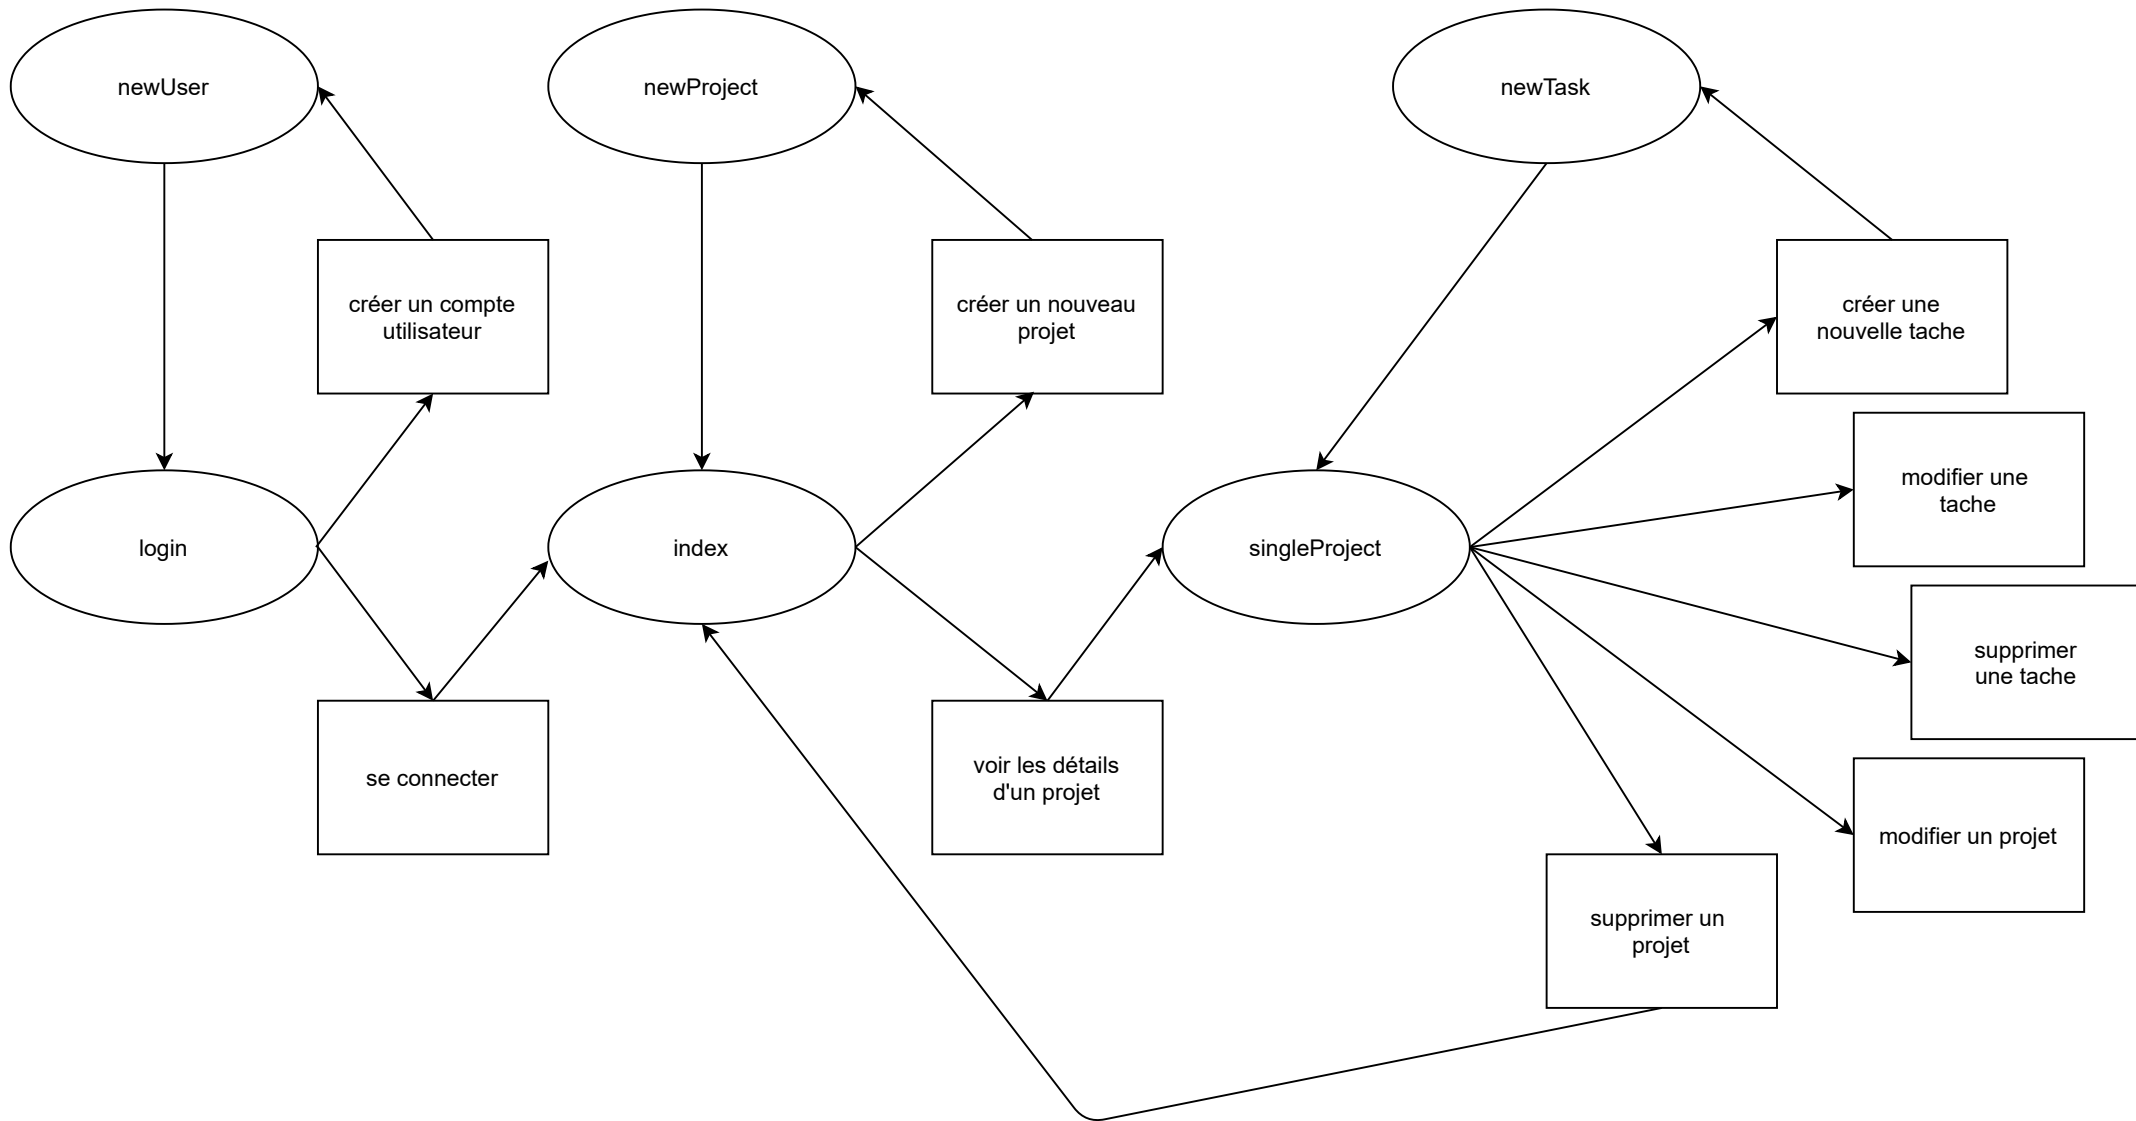 newUser
newProject
newTask
créer un compte
utilisateur
créer un nouveau
projet
créer une
nouvelle tache
modifier une
tache
login
index
singleProject
supprimer
une tache
se connecter
voir les détails
d'un projet
modifier un projet
supprimer un
projet